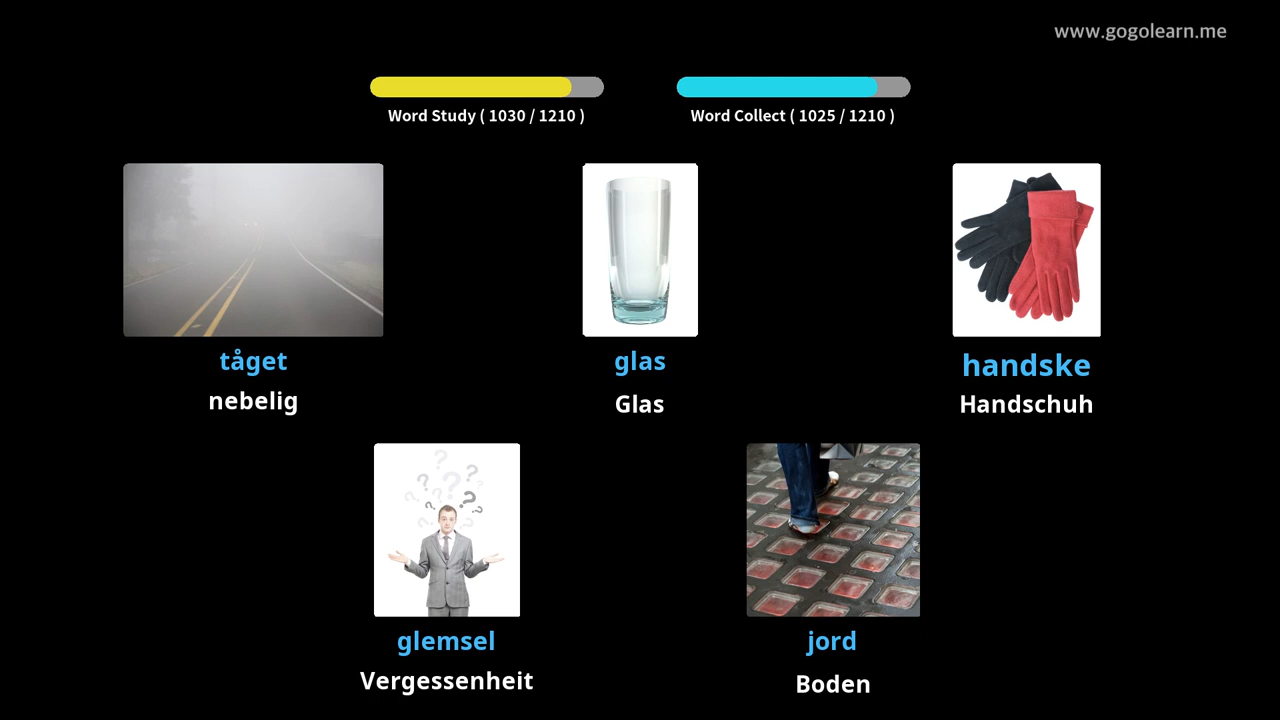 www.gogolearn.me
Word Study ( 1030 / 1210 )
Word Collect ( 1025 / 1210 )
tåget
nebelig
glas
Glas
handske
Handschuh
glemsel
Vergessenheit
jord
Boden